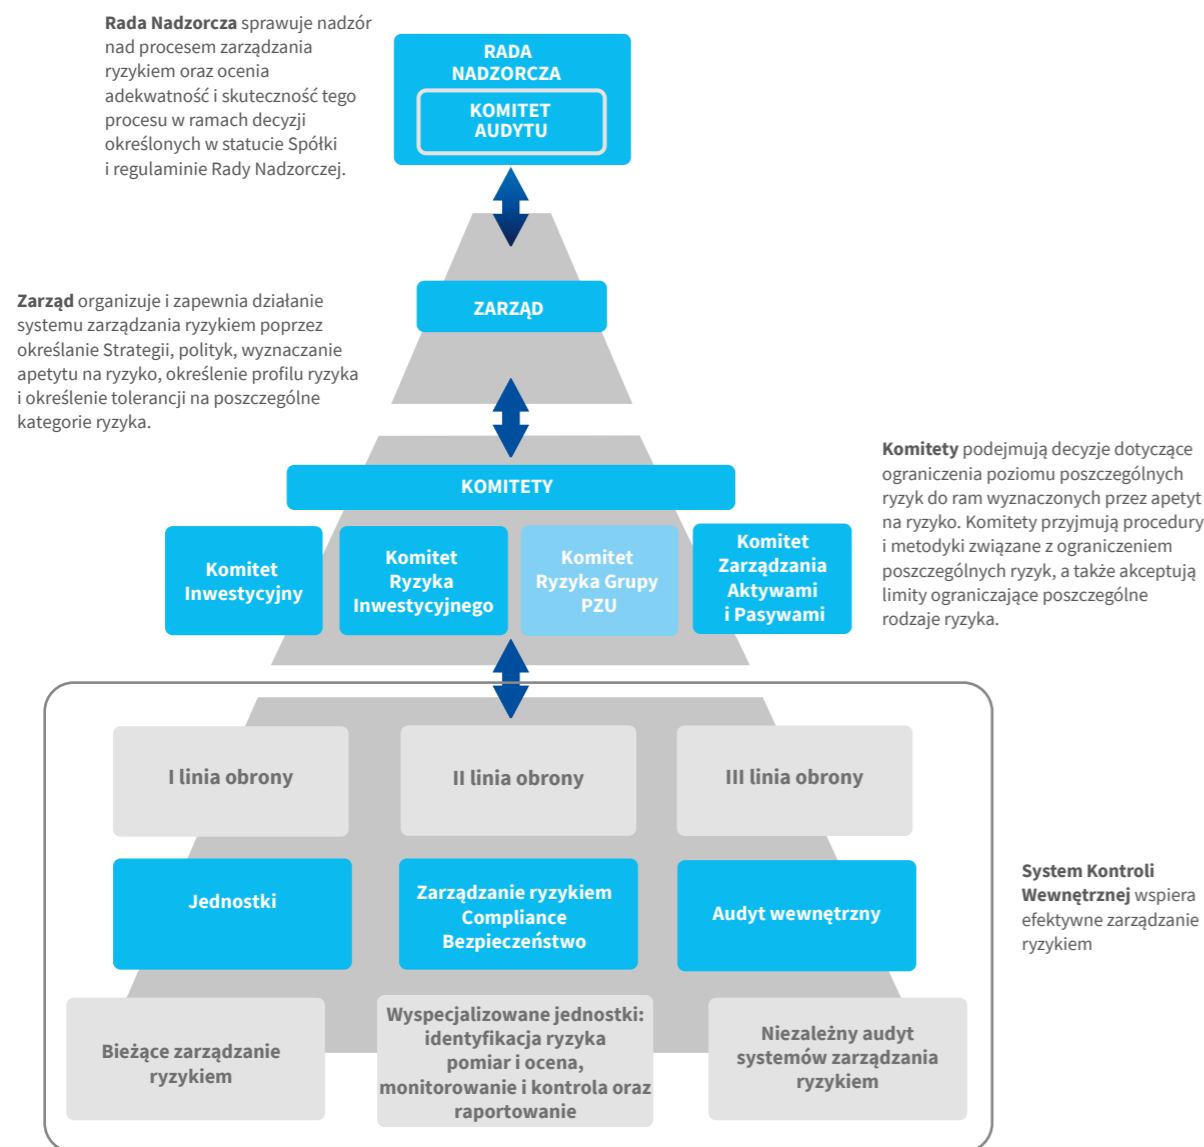 Rada Nadzorcza sprawuje nadzór
nad procesem zarządzania
ryzykiem oraz ocenia
adekwatność i skuteczność tego
procesu w ramach decyzji
określonych w statucie Spółki
i regulaminie Rady Nadzorczej.
RADA
NADZORCZA
KOMITET
AUDYTU
Zarząd organizuje i zapewnia działanie
systemu zarządzania ryzykiem poprzez
określanie Strategii, polityk, wyznaczanie
apetytu na ryzyko, określenie profilu ryzyka
i określenie tolerancji na poszczególne
kategorie ryzyka.
ZARZĄD
KOMITETY
Komitet
Inwestycyjny
Komitet
Ryzyka
Inwestycyjnego
Komitet
Ryzyka Grupy
PZU
Komitet
Zarządzania
Aktywami
i Pasywami
Komitety podejmują decyzje dotyczące
ograniczenia poziomu poszczególnych
ryzyk do ram wyznaczonych przez apetyt
na ryzyko. Komitety przyjmują procedury
i metodyki związane z ograniczeniem
poszczególnych ryzyk, a także akceptują
limity ograniczające poszczególne
rodzaje ryzyka.
I linia obrony
II linia obrony
III linia obrony
Jednostki
Zarządzanie ryzykiem
Compliance
Bezpieczeństwo
Audyt wewnętrzny
Bieżące zarządzanie
ryzykiem
Wyspecjalizowane jednostki:
identyfikacja ryzyka
pomiar i ocena,
monitorowanie i kontrola oraz
raportowanie
Niezależny audyt
systemów zarządzania
ryzykiem
System Kontroli
Wewnętrznej wspiera
efektywne zarządzanie
ryzykiem